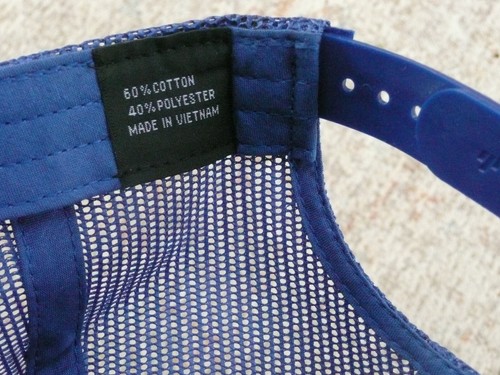 60% COTTON
40% POLYESTER
MADE IN VIETNAM